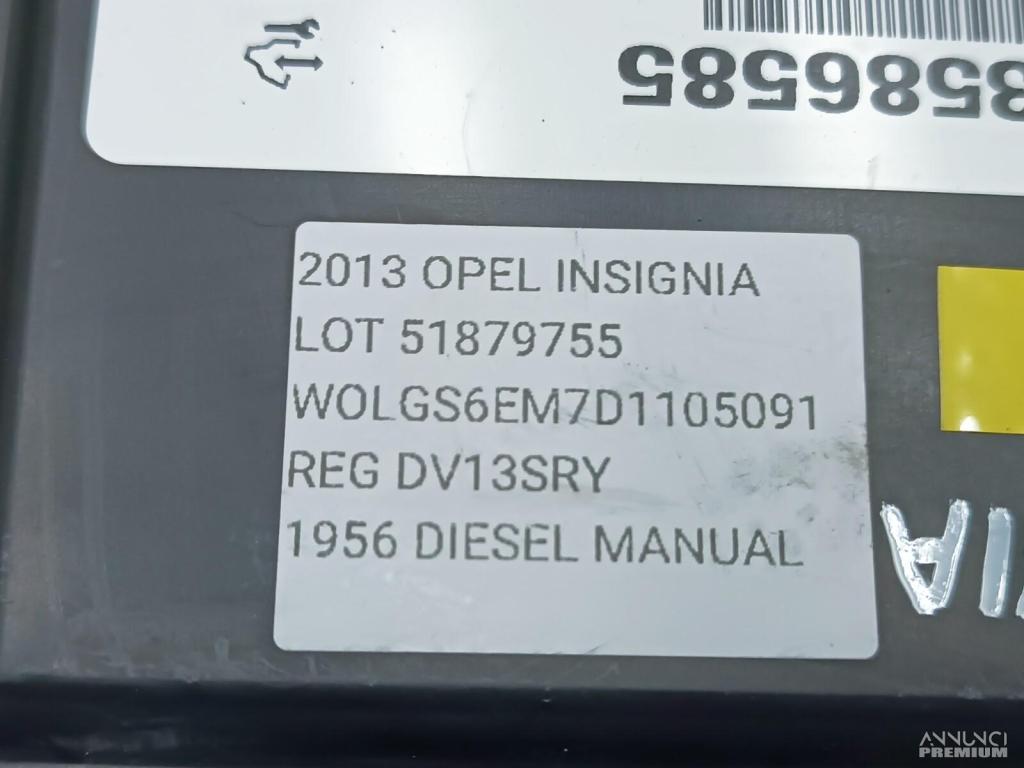 3586585
2013 OPEL INSIGNIA
LOT 51879755
WOLGS6EM7D1105091
REG DV13SRY
1956 DIESEL MANUAL
ANNUNCI
PREMIUM